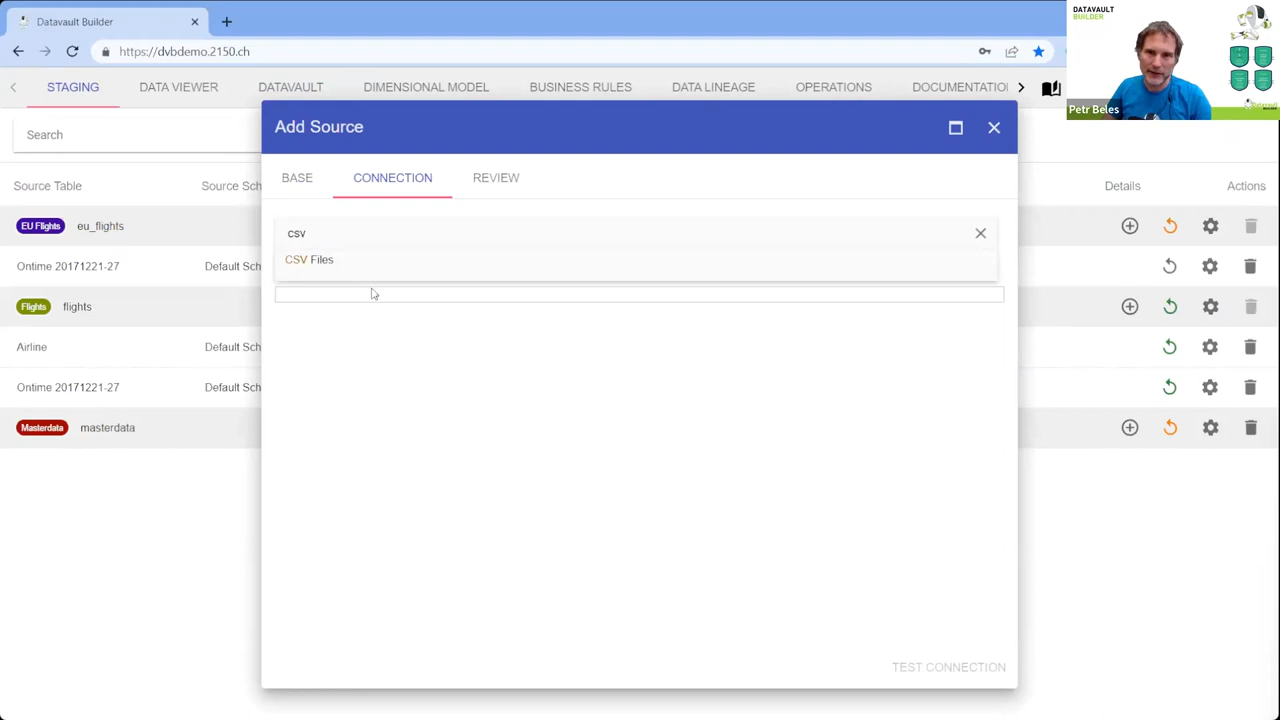 Datavault Builder
https://dvbdemo.2150.ch
STAGING
DATA VIEWER
DATAVAULT
DIMENSIONAL MODEL
BUSINESS RULES
DATA LINEAGE
OPERATIONS
DOCUMENTATIO
DATAVAULT
BUILDER
Petr Beles
Search
Source Table
Source Sch
Details
Actions
EU Flights eu_flights
Ontime 20171221-27 Default Sch
Flights flights
Airline Default Sch
Ontime 20171221-27 Default Sch
Masterdata masterdata
Add Source
BASE
CONNECTION
REVIEW
csv
CSV Files
TEST CONNECTION